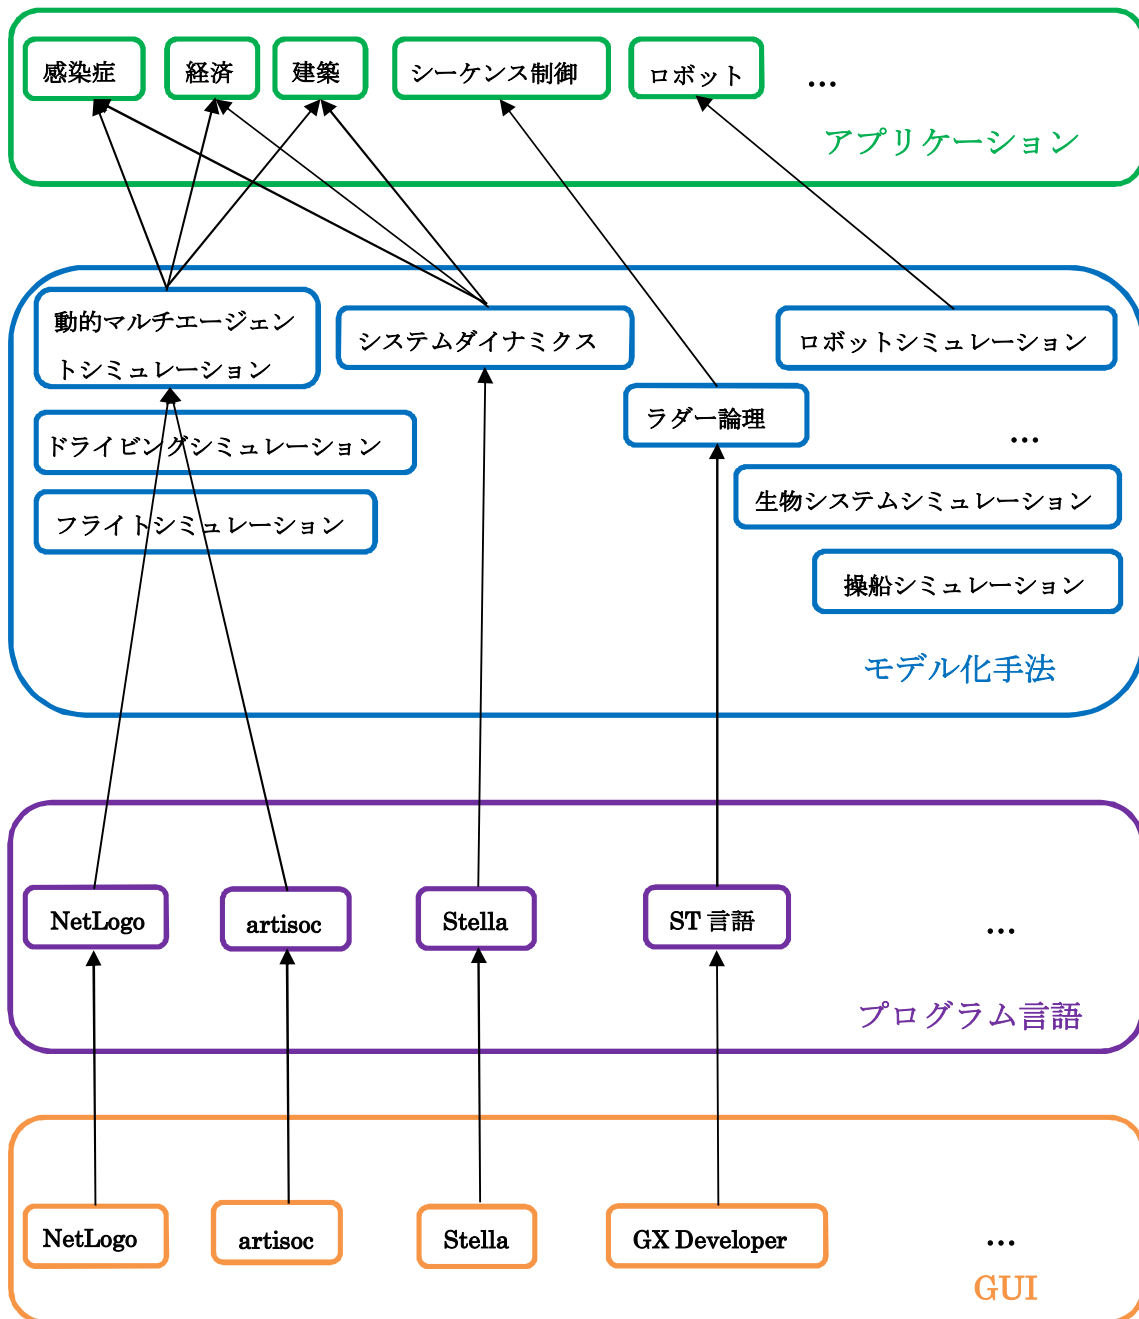 感染症
経済
建築
シーケンス制御
ロボット
…
アプリケーション
動的マルチエージェン
トシミュレーション
システムダイナミクス
ロボットシミュレーション
ラダー論理
ドライビングシミュレーション
…
生物システムシミュレーション
フライトシミュレーション
操船シミュレーション
モデル化手法
NetLogo
artisoc
Stella
ST 言語
…
プログラム言語
NetLogo
artisoc
Stella
GX Developer
…
GUI